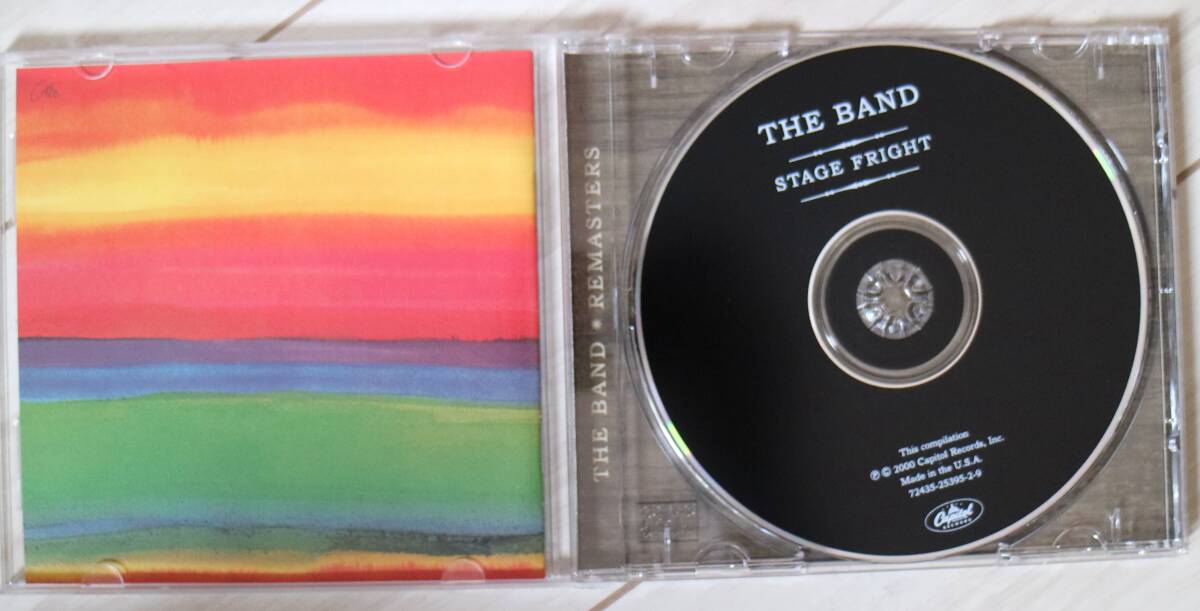 THE BAND • REMASTERS
THE BAND
STAGE FRIGHT
This compilation
℗ © 2000 Capitol Records, Inc.
Made in the U.S.A.
72435-25395-2-9
Capitol
RECORDS